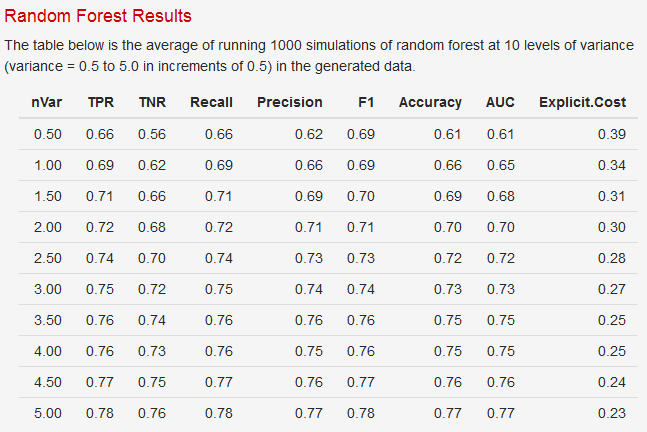 Random Forest Results
The table below is the average of running 1000 simulations of random forest at 10 levels of variance
(variance = 0.5 to 5.0 in increments of 0.5) in the generated data.
nVar TPR TNR Recall Precision F1 Accuracy AUC Explicit.Cost
0.50 0.66 0.56 0.66 0.62 0.69 0.61 0.61 0.39
1.00 0.69 0.62 0.69 0.66 0.69 0.66 0.65 0.34
1.50 0.71 0.66 0.71 0.69 0.70 0.69 0.68 0.31
2.00 0.72 0.68 0.72 0.71 0.71 0.70 0.70 0.30
2.50 0.74 0.70 0.74 0.73 0.73 0.72 0.72 0.28
3.00 0.75 0.72 0.75 0.74 0.74 0.73 0.73 0.27
3.50 0.76 0.74 0.76 0.76 0.76 0.75 0.75 0.25
4.00 0.76 0.73 0.76 0.75 0.76 0.75 0.75 0.25
4.50 0.77 0.75 0.77 0.76 0.77 0.76 0.76 0.24
5.00 0.78 0.76 0.78 0.77 0.78 0.77 0.77 0.23